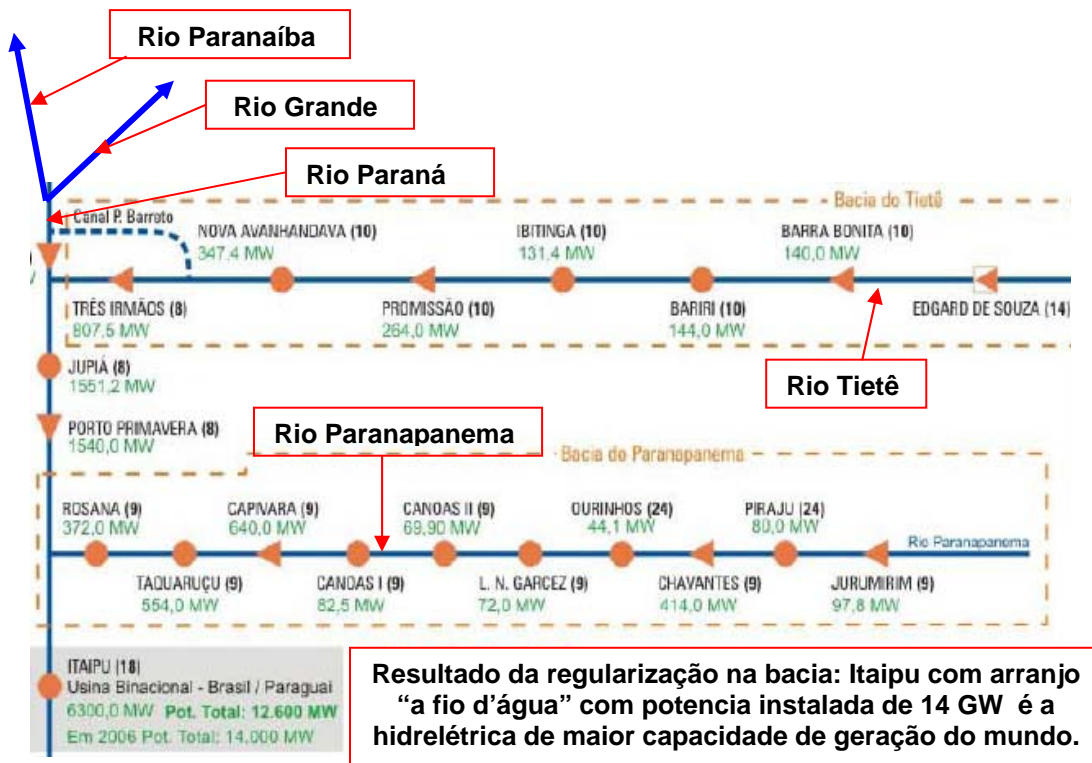 Rio Paranaíba
Rio Grande
Rio Paraná
Bacia do Tietê
Canal P. Barreto
NOVA AVANHANDAVA (10)
347,4 MW
IBITINGA (10)
131,4 MW
BARRA BONITA (10)
140,0 MW
TRÊS IRMÃOS (8)
807,5 MW
PROMISSÃO (10)
264,0 MW
BARIRI (10)
144,0 MW
EDGARD DE SOUZA (14)
Rio Tietê
JUPIÁ (8)
1551,2 MW
PORTO PRIMAVERA (8)
1540,0 MW
Rio Paranapanema
Bacia do Paranapanema
ROSANA (9)
372,0 MW
CAPIVARA (9)
640,0 MW
CANOAS II (9)
69,90 MW
OURINHOS (24)
44,1 MW
PIRAJU (24)
80,0 MW
Rio Paranapanema
TAQUARUÇU (9)
554,0 MW
CANOAS I (9)
82,5 MW
L. N. GARCEZ (9)
72,0 MW
CHAVANTES (9)
414,0 MW
JURUMIRIM (9)
97,8 MW
ITAIPU (18)
Usina Binacional - Brasil / Paraguai
6300,0 MW Pot. Total: 12.600 MW
Em 2006 Pot. Total: 14.000 MW
Resultado da regularização na bacia: Itaipu com arranjo
“a fio d’água” com potencia instalada de 14 GW é a
hidrelétrica de maior capacidade de geração do mundo.